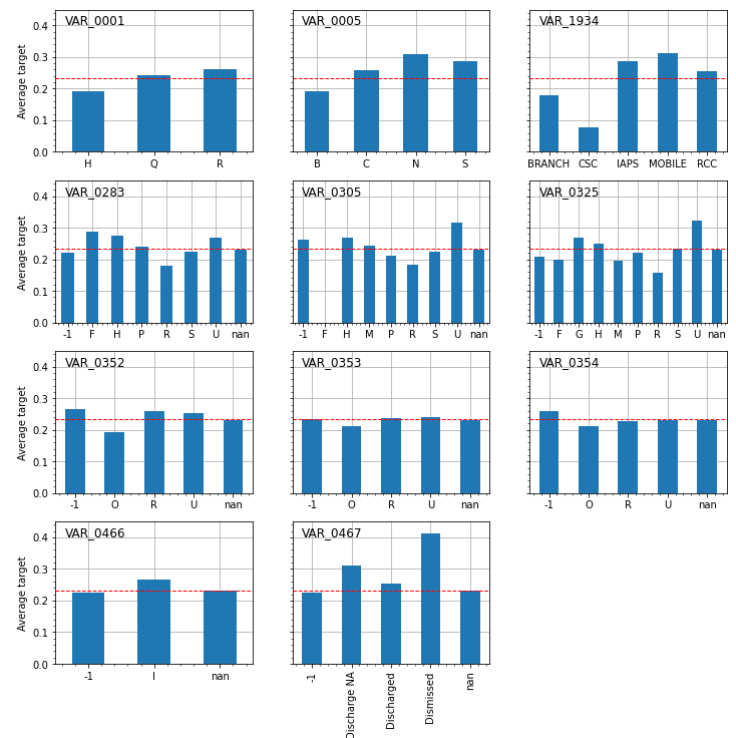 VAR_0001 VAR_0005 VAR_1934
Average target
0.4
0.3
0.2
0.1
0.0
H Q R B C N S BRANCH CSC IAPS MOBILE RCC
VAR_0283 VAR_0305 VAR_0325
Average target
0.4
0.3
0.2
0.1
0.0
-1 F H P R S U nan -1 F H M P R S U nan -1 F G H M P R S U nan
VAR_0352 VAR_0353 VAR_0354
Average target
0.4
0.3
0.2
0.1
0.0
-1 O R U nan -1 O R U nan -1 O R U nan
VAR_0466 VAR_0467
Average target
0.4
0.3
0.2
0.1
0.0
-1 I nan -1 Discharge NA Discharged Dismissed nan